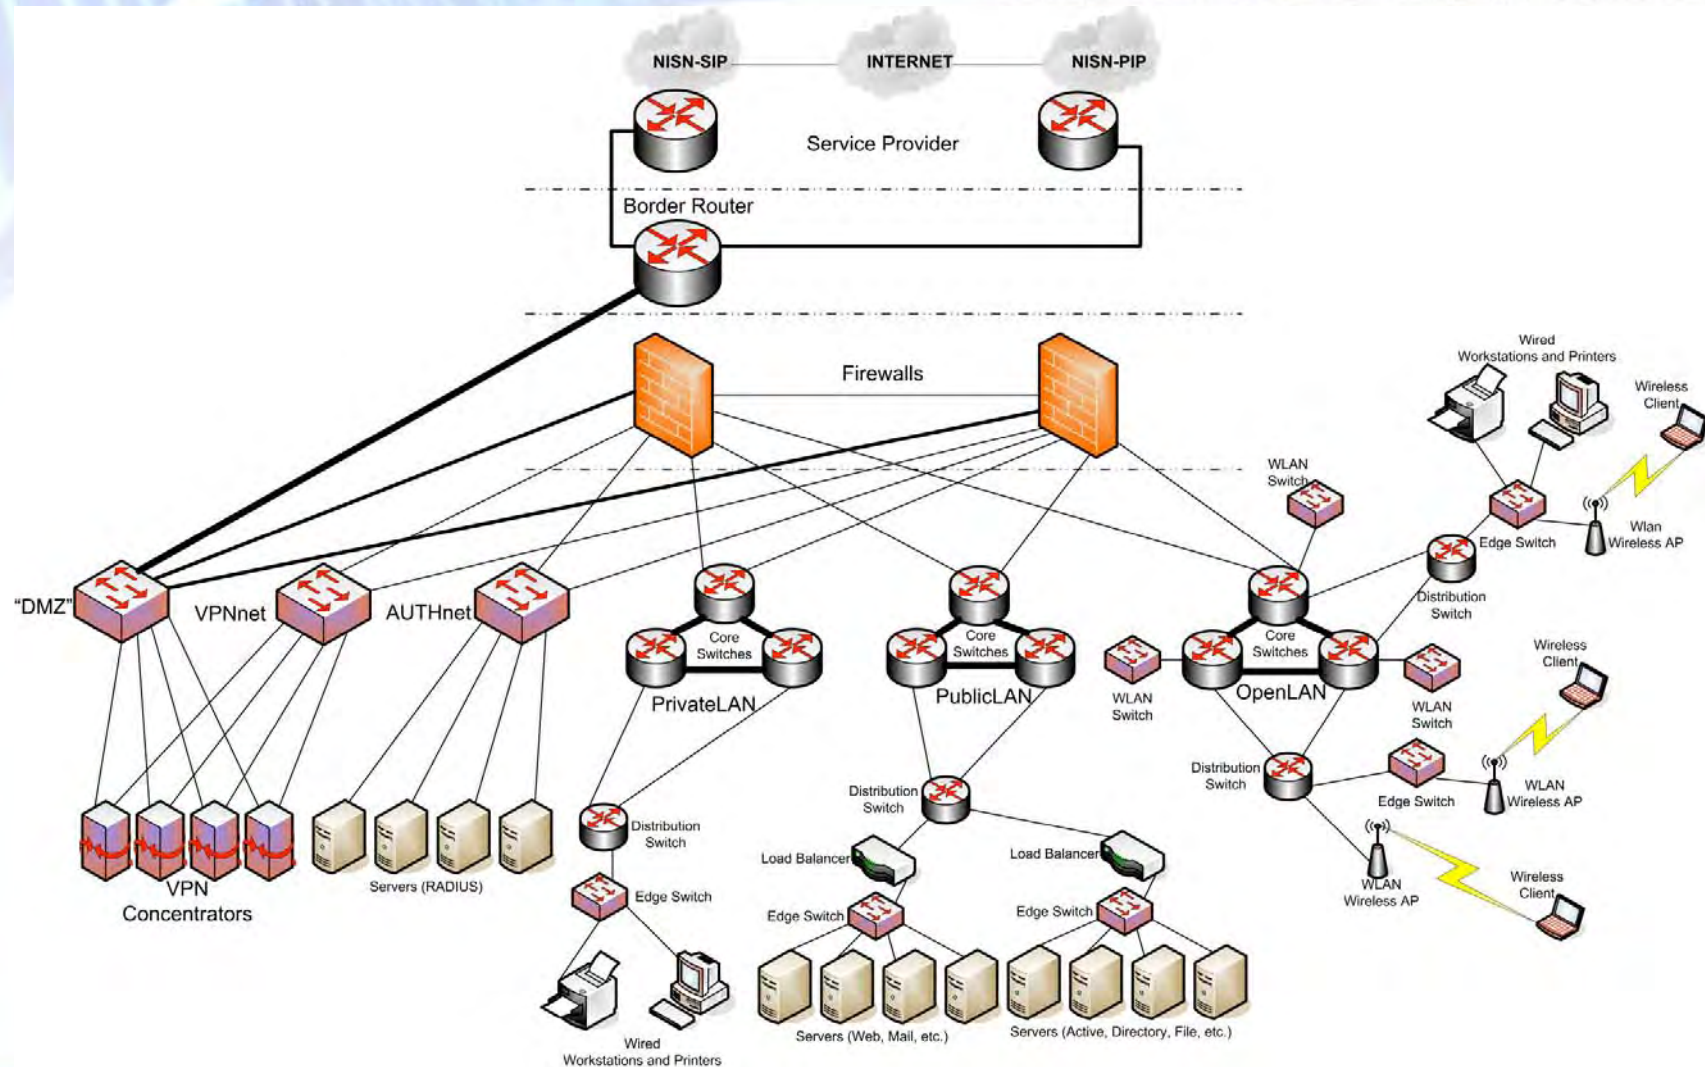 NISN-SIP
INTERNET
NISN-PIP
Service Provider
Border Router
Firewalls
Wired
Workstations and Printers
Wireless
Client
WLAN
Switch
Edge Switch
Wlan
Wireless AP
Distribution
Switch
"DMZ"
VPNnet
AUTHnet
Core
Switches
PrivateLAN
Core
Switches
PublicLAN
Core
Switches
OpenLAN
WLAN
Switch
WLAN
Switch
Wireless
Client
Distribution
Switch
Edge Switch
WLAN
Wireless AP
WLAN
Wireless AP
Wireless
Client
VPN
Concentrators
Servers (RADIUS)
Distribution
Switch
Edge Switch
Wired
Workstations and Printers
Distribution
Switch
Load Balancer
Load Balancer
Edge Switch
Edge Switch
Servers (Web, Mail, etc.)
Servers (Active, Directory, File, etc.)